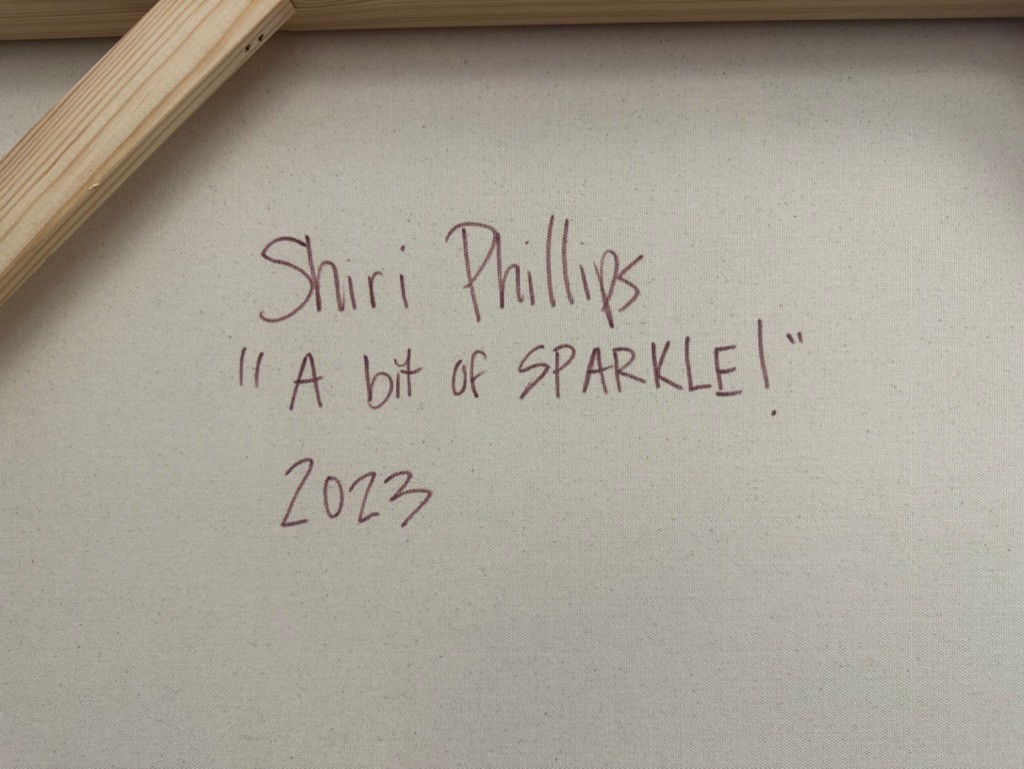 Shiri Phillips
"A bit of SPARKLE!"
2023